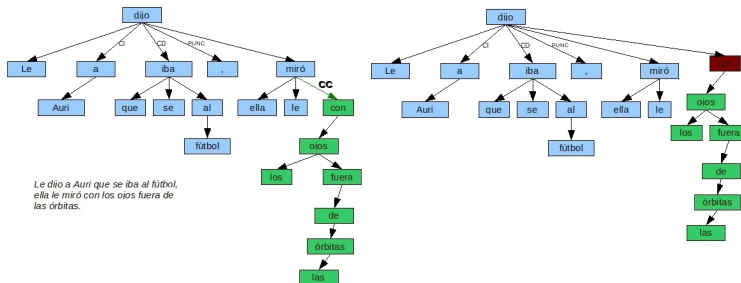 dijo
CI CD PUNC
Le a iba , miró
CC
Auri que se al ella le con
fútbol ojos
los fuera
de
órbitas
las
Le dijo a Auri que se iba al fútbol,
ella le miró con los ojos fuera de
las órbitas.
dijo
CI CD PUNC
Le a iba , miró
Auri que se al ella le ojos
fútbol los fuera
de
órbitas
las